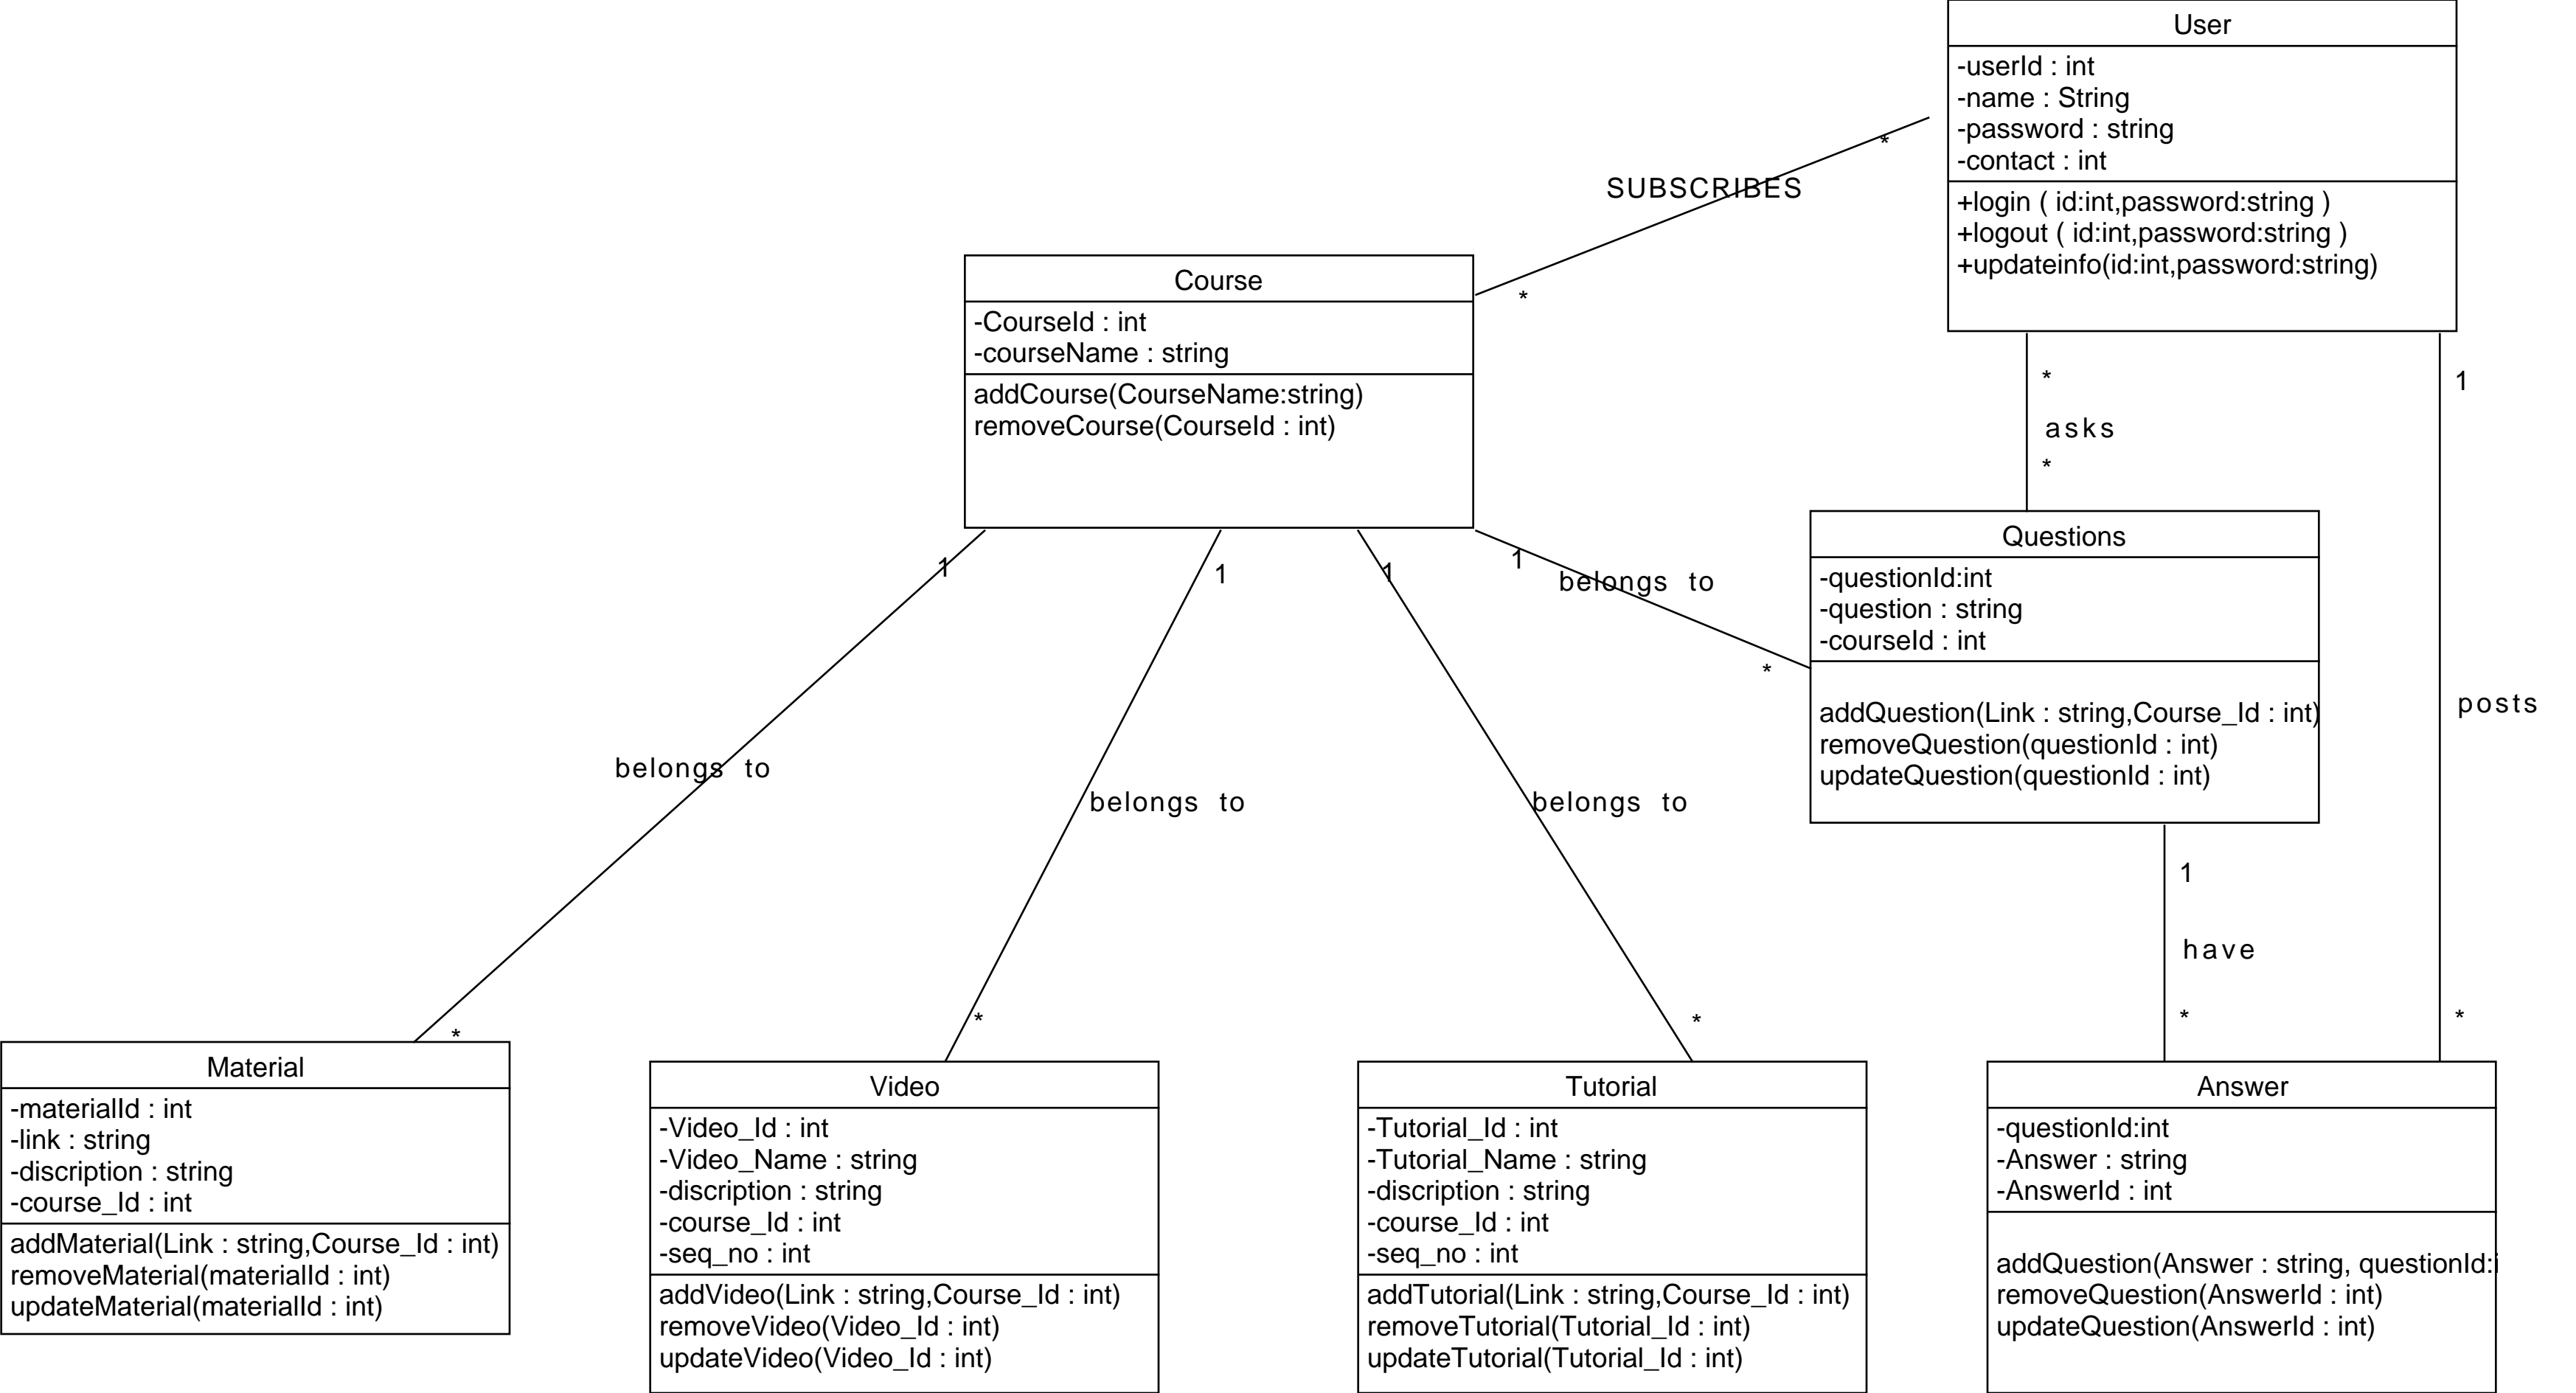 User
-userId : int
-name : String
-password : string
-contact : int
+login ( id:int,password:string )
+logout ( id:int,password:string )
+updateinfo(id:int,password:string)
*
SUBSCRIBES
*
Course
-CourseId : int
-courseName : string
addCourse(CourseName:string)
removeCourse(CourseId : int)
*
asks
*
1
posts
*
Questions
-questionId:int
-question : string
-courseId : int
addQuestion(Link : string,Course_Id : int)
removeQuestion(questionId : int)
updateQuestion(questionId : int)
1
belongs to
*
1
belongs to
*
1
belongs to
*
1
belongs to
*
1
have
*
Material
-materialId : int
-link : string
-discription : string
-course_Id : int
addMaterial(Link : string,Course_Id : int)
removeMaterial(materialId : int)
updateMaterial(materialId : int)
Video
-Video_Id : int
-Video_Name : string
-discription : string
-course_Id : int
-seq_no : int
addVideo(Link : string,Course_Id : int)
removeVideo(Video_Id : int)
updateVideo(Video_Id : int)
Tutorial
-Tutorial_Id : int
-Tutorial_Name : string
-discription : string
-course_Id : int
-seq_no : int
addTutorial(Link : string,Course_Id : int)
removeTutorial(Tutorial_Id : int)
updateTutorial(Tutorial_Id : int)
Answer
-questionId:int
-Answer : string
-AnswerId : int
addQuestion(Answer : string, questionId:i
removeQuestion(AnswerId : int)
updateQuestion(AnswerId : int)